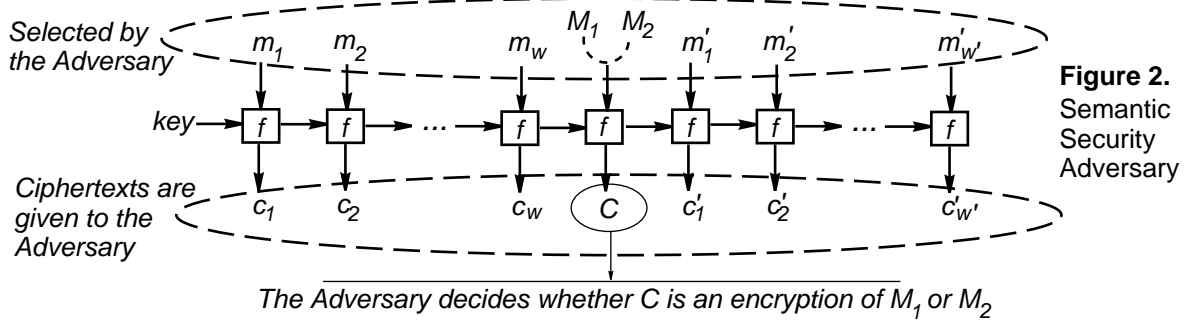 Selected by
the Adversary
m1 m2 mw M1 M2 m'1 m'2 m'w'
key f f ... f f f f ... f
Figure 2.
Semantic
Security
Adversary
Ciphertexts are
given to the
Adversary
c1 c2 cw C c'1 c'2 c'w'
The Adversary decides whether C is an encryption of M1 or M2